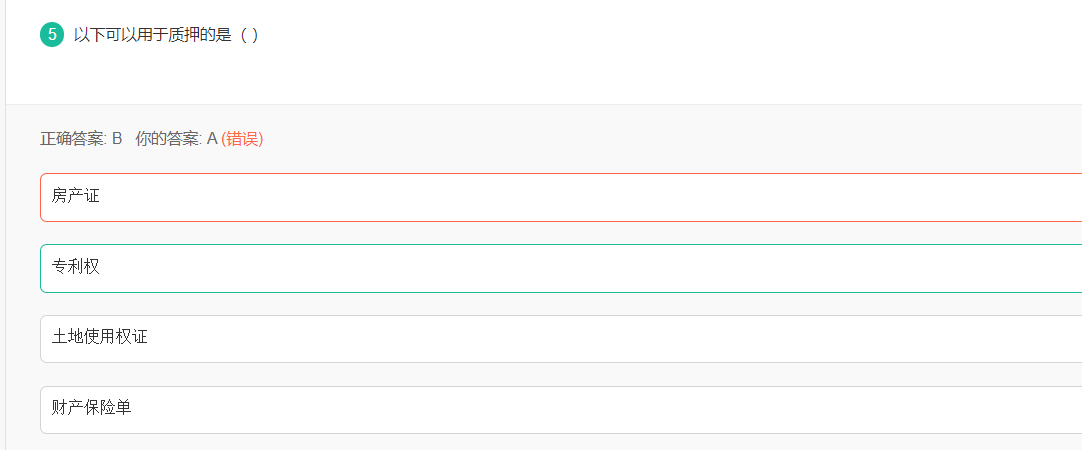 5 以下可以用于质押的是（）
正确答案: B 你的答案: A (错误)
房产证
专利权
土地使用权证
财产保险单